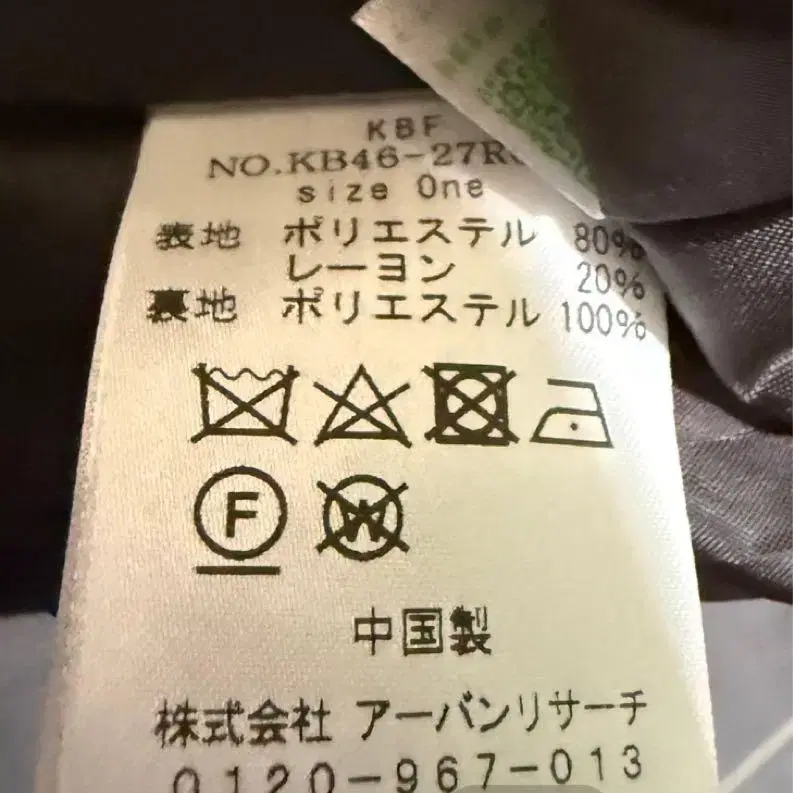 KBF
NO.KB46-27R
size One
表地 ポリエステル 80%
レーヨン 20%
裏地 ポリエステル 100%
F
W
中国製
株式会社 アーバンリサーチ
0120-967-013